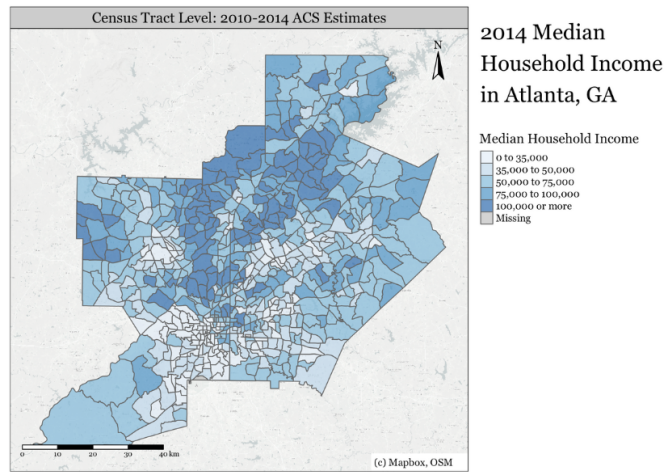 Census Tract Level: 2010-2014 ACS Estimates
N
2014 Median
Household Income
in Atlanta, GA
Median Household Income
0 to 35,000
35,000 to 50,000
50,000 to 75,000
75,000 to 100,000
100,000 or more
Missing
0 10 20 30 40 km
(c) Mapbox, OSM